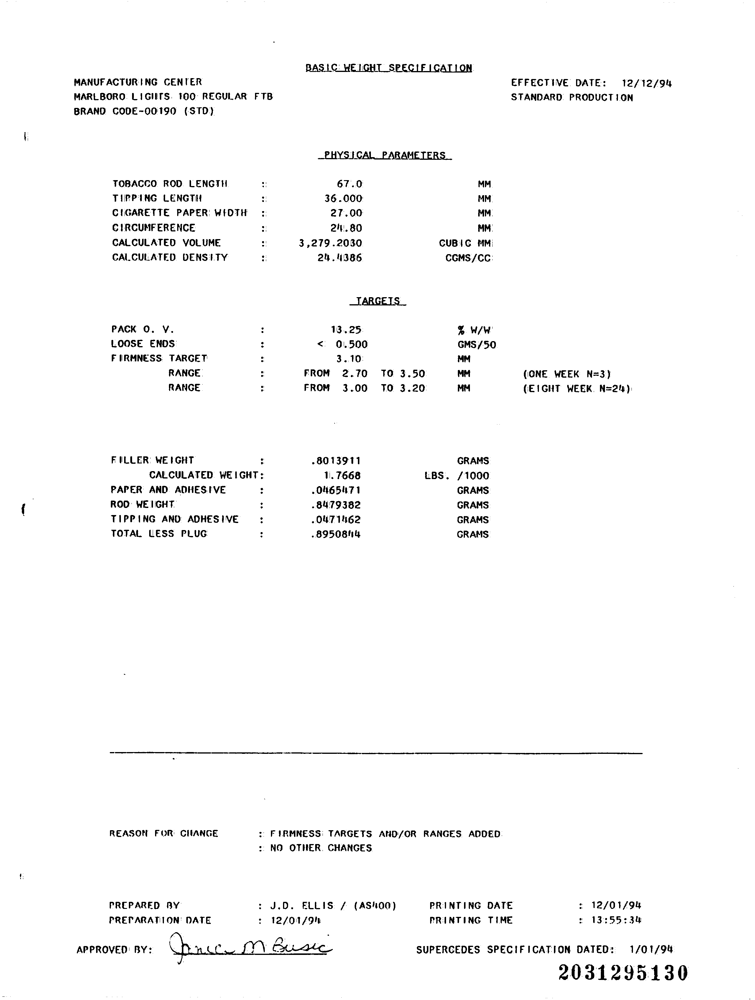 BASIC WEIGHT SPECIFICATION
MANUFACTURING CENTER EFFECTIVE DATE: 12/12/94
MARLBORO LIGHTS 100 REGULAR FTB STANDARD PRODUCTION
BRAND CODE-00190 (STD)
PHYSICAL PARAMETERS
TOBACCO ROD LENGTH : 67.0 MM
TIPPING LENGTH : 36.000 MM
CIGARETTE PAPER WIDTH : 27.00 MM
CIRCUMFERENCE : 24.80 MM
CALCULATED VOLUME : 3,279.2030 CUBIC MM
CALCULATED DENSITY : 24.4386 CGMS/CC
TARGETS
PACK O. V. : 13.25 % W/W
LOOSE ENDS : < 0.500 GMS/50
FIRMNESS TARGET : 3.10 MM
RANGE : FROM 2.70 TO 3.50 MM (ONE WEEK N=3)
RANGE : FROM 3.00 TO 3.20 MM (EIGHT WEEK N=24)
FILLER WEIGHT : .8013911 GRAMS
CALCULATED WEIGHT: 1.7668 LBS. /1000
PAPER AND ADHESIVE : .0465471 GRAMS
ROD WEIGHT : .8479382 GRAMS
TIPPING AND ADHESIVE : .0471462 GRAMS
TOTAL LESS PLUG : .8950844 GRAMS
REASON FOR CHANGE : FIRMNESS TARGETS AND/OR RANGES ADDED
: NO OTHER CHANGES
PREPARED BY : J.D. ELLIS / (AS400) PRINTING DATE : 12/01/94
PREPARATION DATE : 12/01/94 PRINTING TIME : 13:55:34
APPROVED BY: Janice M Busic SUPERCEDES SPECIFICATION DATED: 1/01/94
2031295130